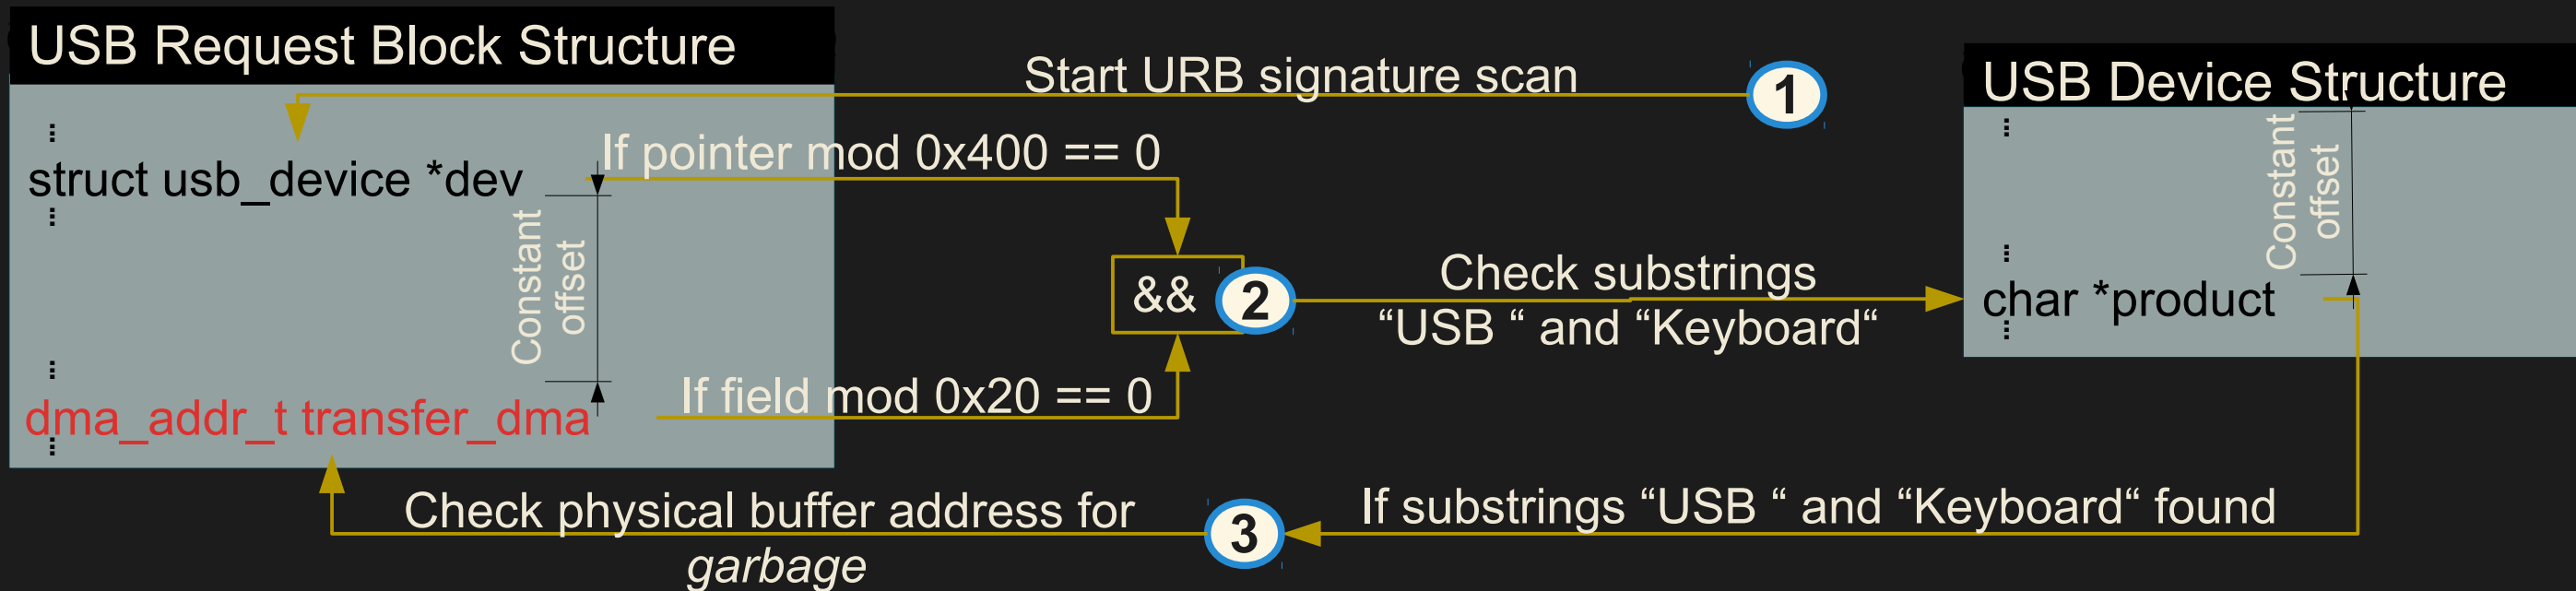 USB Request Block Structure
⋮
struct usb_device *dev
⋮
Constant
offset
⋮
dma_addr_t transfer_dma
⋮
Start URB signature scan
1
If pointer mod 0x400 == 0
&&
2
If field mod 0x20 == 0
Check substrings
“USB “ and “Keyboard“
USB Device Structure
⋮
Constant
offset
⋮
char *product
⋮
If substrings “USB “ and “Keyboard“ found
3
Check physical buffer address for
garbage